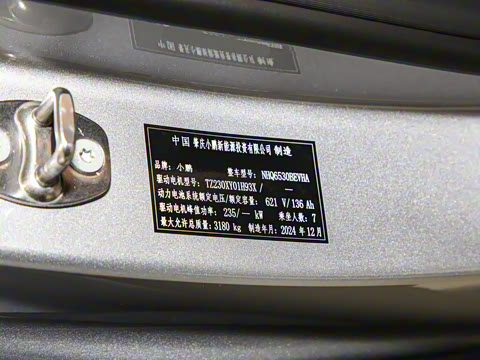 中国 肇庆小鹏新能源投资有限公司 制造
品牌: 小鹏 整车型号: NHQ6530BEVHA
驱动电机型号: TZ230XY01H93X / —
动力电池系统额定电压/额定容量: 621 V/136 Ah
驱动电机峰值功率: 235/— kW 乘坐人数: 7
最大允许总质量: 3180 kg 制造年月: 2024 年 12 月